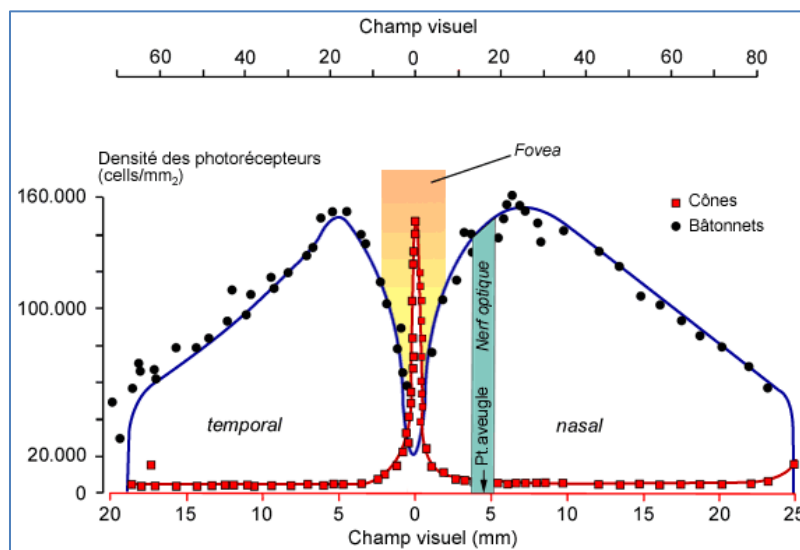 Champ visuel
60 40 20 0 20 40 60 80
Fovea
Densité des photorécepteurs
(cells/mm2)
160.000
Cônes
Bâtonnets
100.000
Nerf optique
temporal
nasal
Pt. aveugle
20.000
0
20 15 10 5 0 5 10 15 20 25
Champ visuel (mm)